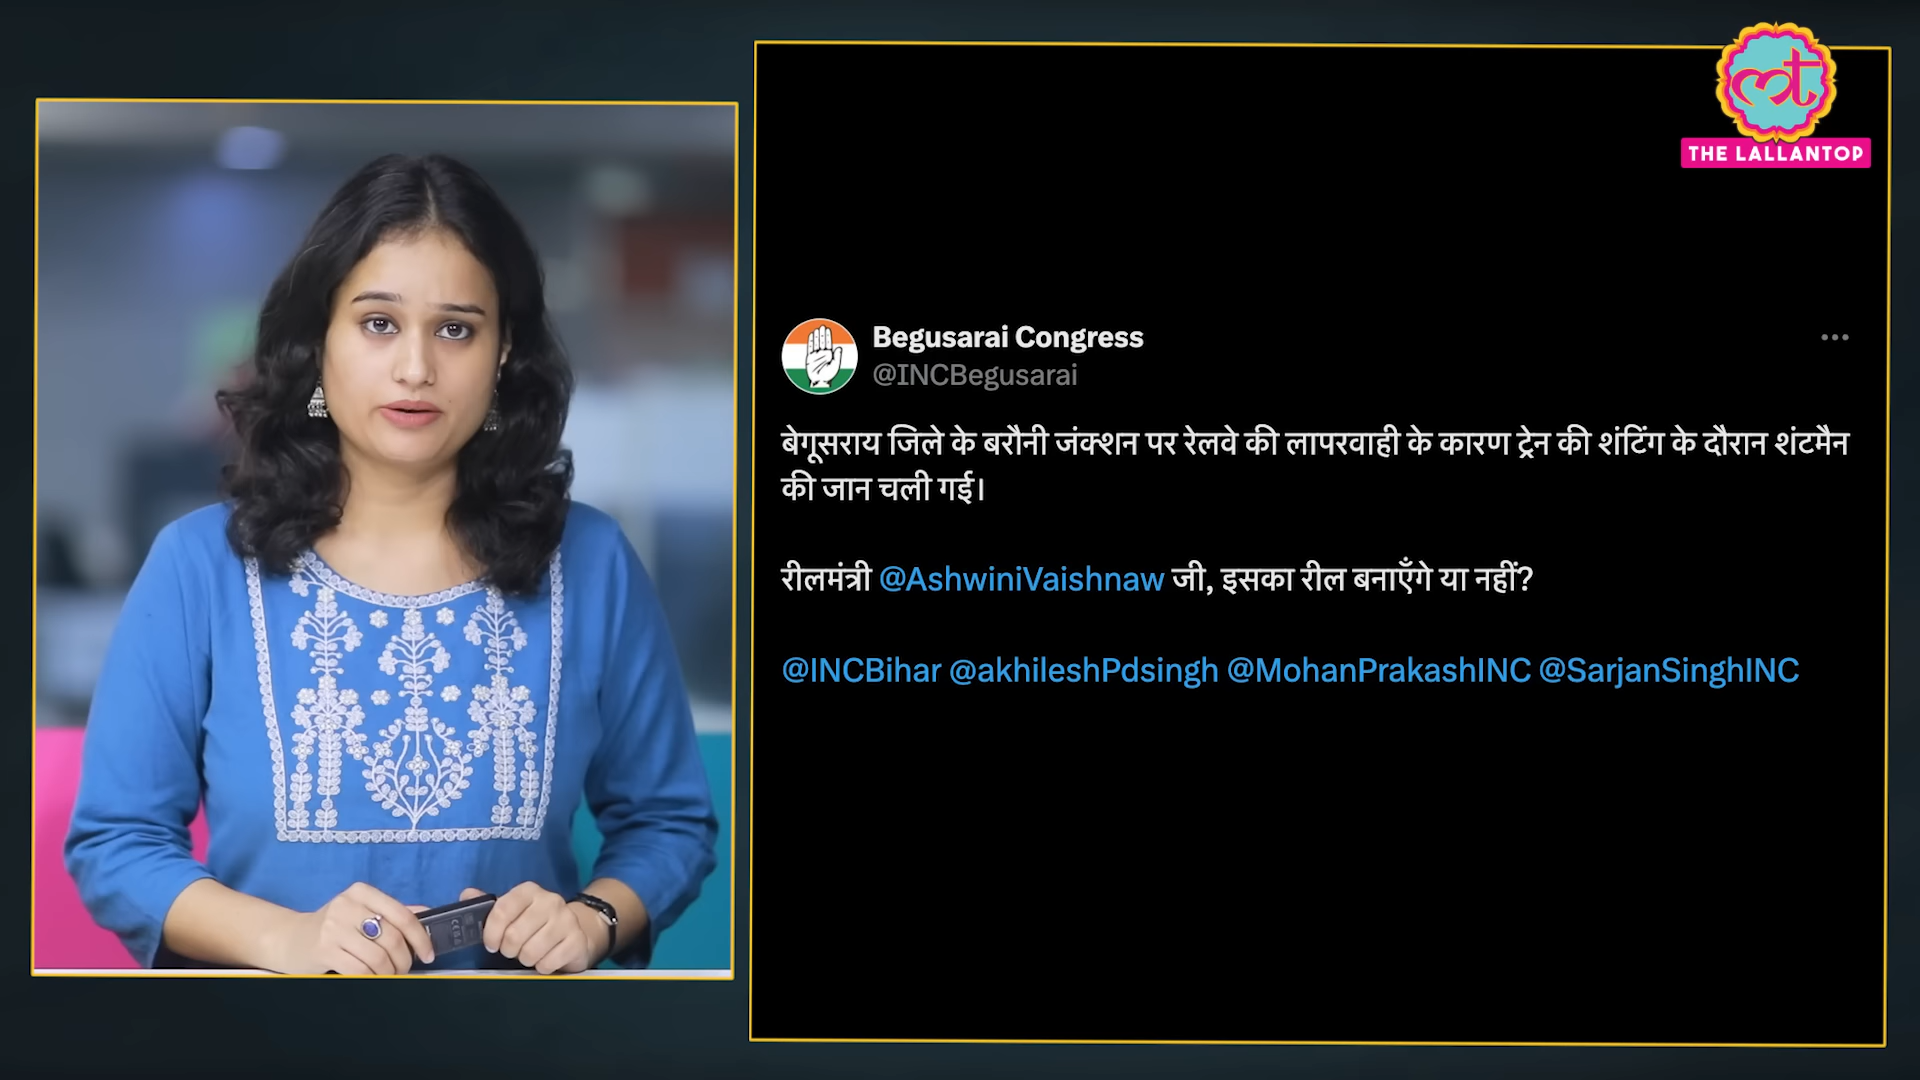 THE LALLANTOP
Begusarai Congress
@INCBegusarai
बेगूसराय जिले के बरौनी जंक्शन पर रेलवे की लापरवाही के कारण ट्रेन की शंटिंग के दौरान शंटमैन
की जान चली गई।
रीलमंत्री @AshwiniVaishnaw जी, इसका रील बनाएँगे या नहीं?
@INCBihar @akhileshPdsingh @MohanPrakashINC @SarjanSinghINC